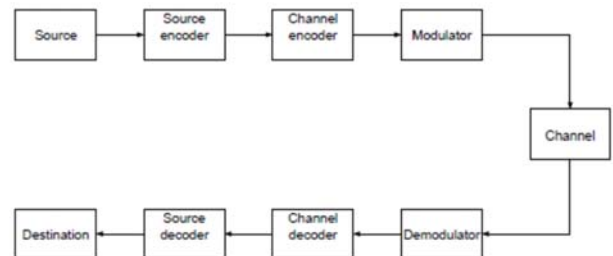 Source
Source
encoder
Channel
encoder
Modulator
Channel
Destination
Source
decoder
Channel
decoder
Demodulator